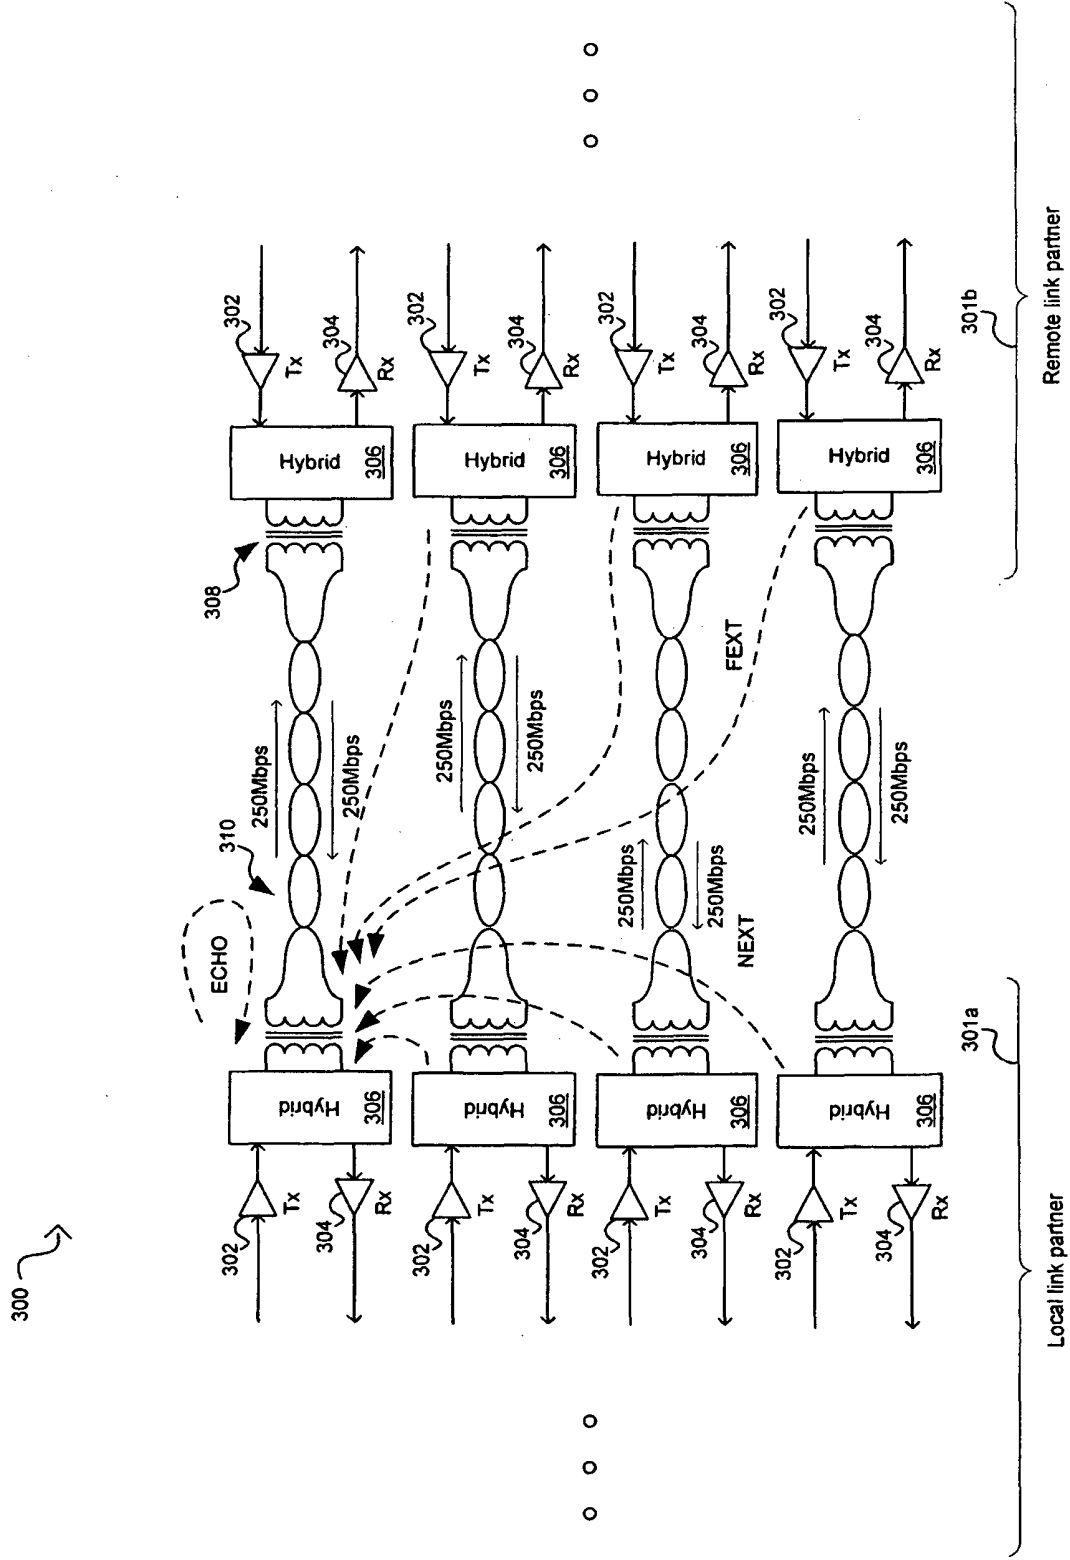 300
ECHO
310
308
302
Tx
304
Rx
Hybrid
306
250Mbps
250Mbps
Hybrid
306
302
Tx
304
Rx
302
Tx
304
Rx
Hybrid
306
250Mbps
250Mbps
Hybrid
306
302
Tx
304
Rx
302
Tx
304
Rx
Hybrid
306
250Mbps
250Mbps
Hybrid
306
302
Tx
304
Rx
NEXT
FEXT
302
Tx
304
Rx
Hybrid
306
250Mbps
250Mbps
Hybrid
306
302
Tx
304
Rx
301a
301b
Local link partner
Remote link partner